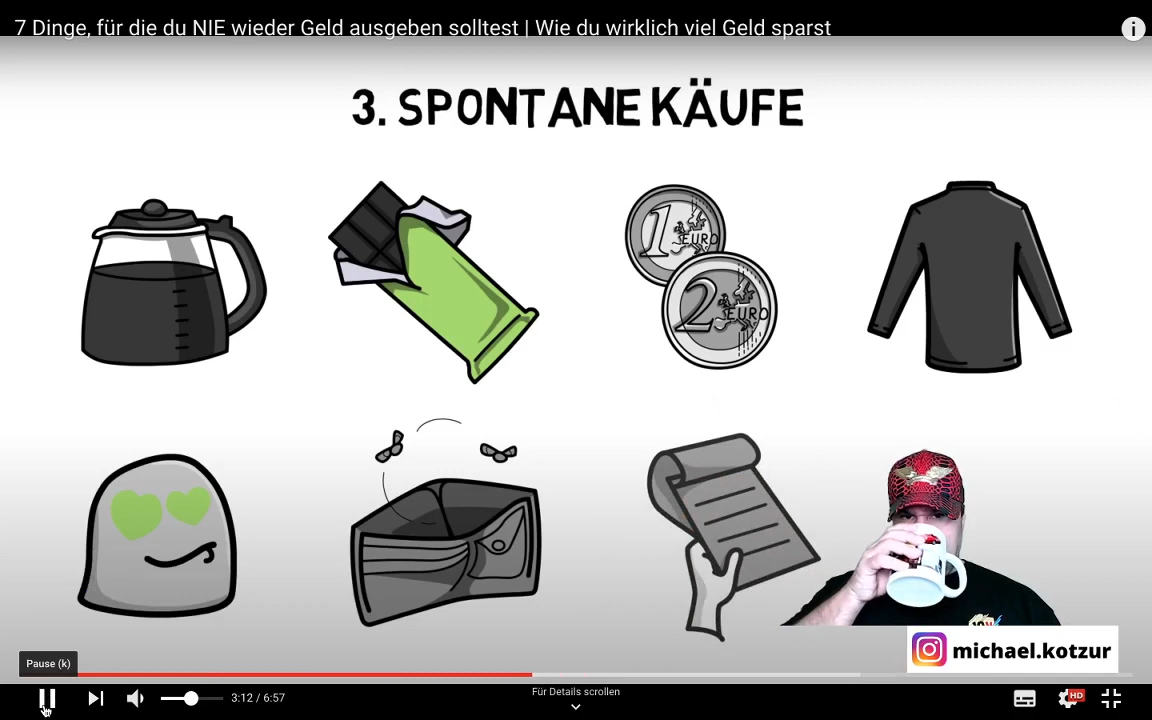 7 Dinge, für die du NIE wieder Geld ausgeben solltest | Wie du wirklich viel Geld sparst
3. SPONTANE KÄUFE
1 EURO
2 EURO
michael.kotzur
Pause (k)
3:12 / 6:57
Für Details scrollen
HD